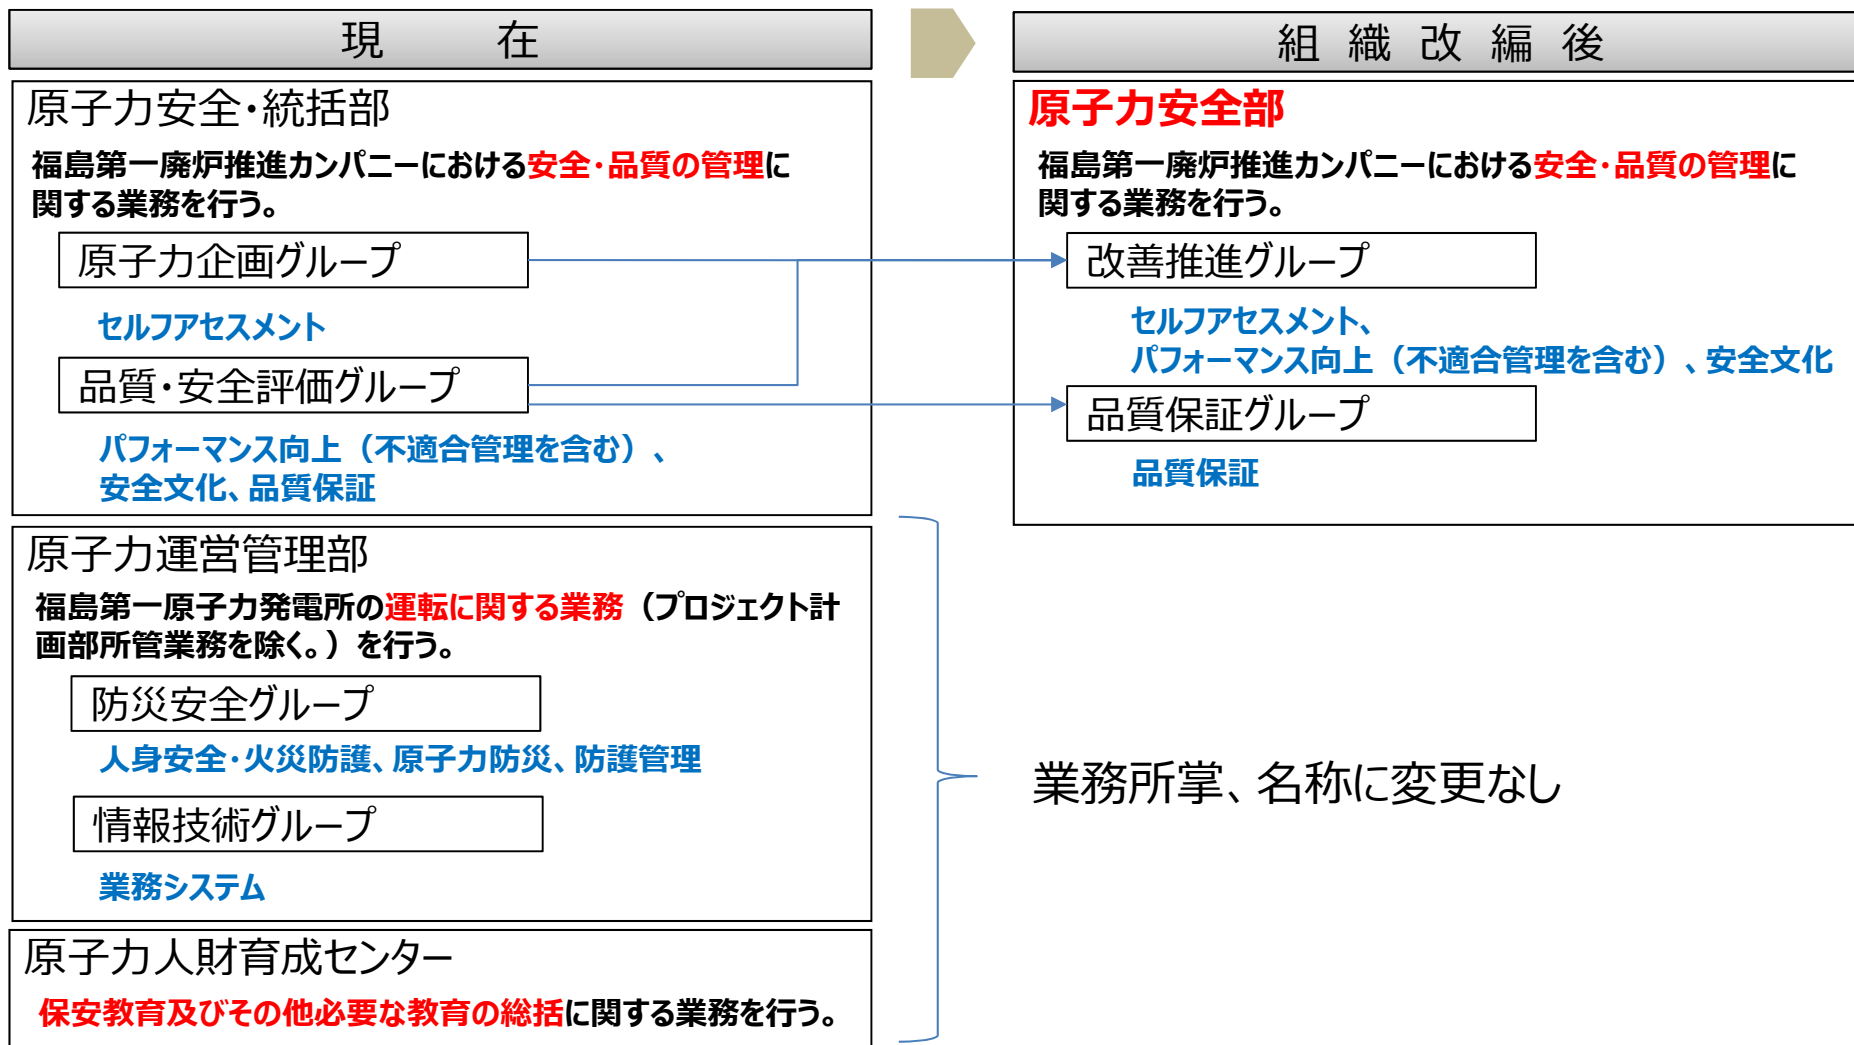 現在
組織改編後
原子力安全・統括部
福島第一廃炉推進カンパニーにおける安全・品質の管理に
関する業務を行う。
原子力企画グループ
セルフアセスメント
品質・安全評価グループ
パフォーマンス向上（不適合管理を含む）、
安全文化、品質保証
原子力安全部
福島第一廃炉推進カンパニーにおける安全・品質の管理に
関する業務を行う。
改善推進グループ
セルフアセスメント、
パフォーマンス向上（不適合管理を含む）、安全文化
品質保証グループ
品質保証
原子力運営管理部
福島第一原子力発電所の運転に関する業務（プロジェクト計
画部所管業務を除く。）を行う。
防災安全グループ
人身安全・火災防護、原子力防災、防護管理
情報技術グループ
業務システム
原子力人財育成センター
保安教育及びその他必要な教育の総括に関する業務を行う。
業務所掌、名称に変更なし